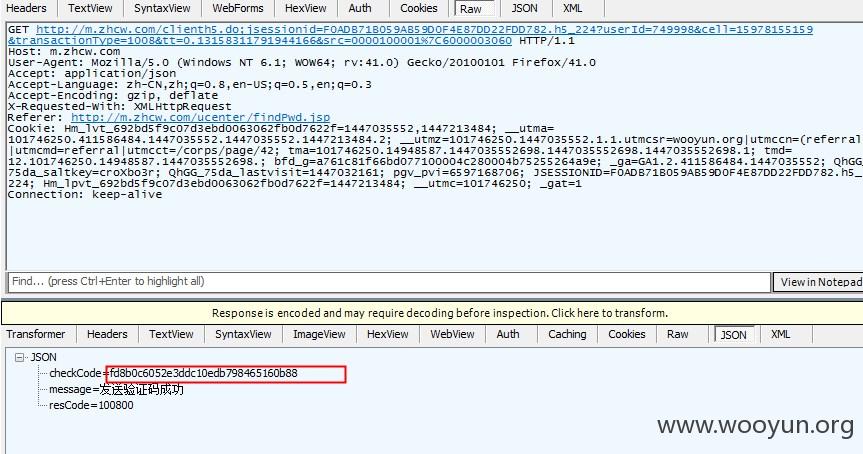 Headers TextView SyntaxView WebForms HexView Auth Cookies Raw JSON XML
GET http://m.zhcw.com/clienth5.do;jsessionid=F0ADB71B059AB59D0F4E87DD22FDD782.h5_224?userId=749998&cell=15978155159
&transactionType=1008&tt=0.13158311791944166&src=0000100001%7C6000003060 HTTP/1.1
Host: m.zhcw.com
User-Agent: Mozilla/5.0 (Windows NT 6.1; WOW64; rv:41.0) Gecko/20100101 Firefox/41.0
Accept: application/json
Accept-Language: zh-CN,zh;q=0.8,en-US;q=0.5,en;q=0.3
Accept-Encoding: gzip, deflate
X-Requested-With: XMLHttpRequest
Referer: http://m.zhcw.com/ucenter/findPwd.jsp
Cookie: Hm_lvt_692bd5f9c07d3ebd0063062fb0d7622f=1447035552,1447213484; __utma=
101746250.411586484.1447035552.1447035552.1447213484.2; __utmz=101746250.1447035552.1.1.utmcsr=wooyun.org|utmccn=(referral)
|utmcmd=referral|utmcct=/corps/page/42; tma=101746250.14948587.1447035552698.1447035552698.1447035552698.1; tmd=
12.101746250.14948587.1447035552698.; bfd_g=a761c81f66bd077100004c280004b75255264a9e; _ga=GA1.2.411586484.1447035552; QhGG_
75da_saltkey=croXbo3r; QhGG_75da_lastvisit=1447032161; pgv_pvi=6597168706; JSESSIONID=F0ADB71B059AB59D0F4E87DD22FDD782.h5_
224; Hm_lpvt_692bd5f9c07d3ebd0063062fb0d7622f=1447213484; __utmc=101746250; _gat=1
Connection: keep-alive
Find... (press Ctrl+Enter to highlight all) View in Notepad
Response is encoded and may require decoding before inspection. Click here to transform.
Transformer Headers TextView SyntaxView ImageView HexView WebView Auth Caching Cookies Raw JSON XML
JSON
checkCode=fd8b0c6052e3ddc10edb798465160b88
message=发送验证码成功
resCode=100800
www.wooyun.org